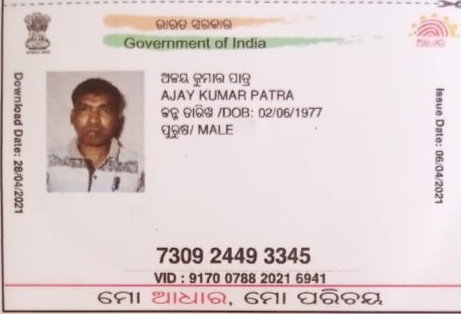 ଭାରତ ସରକାର
Government of India
ଆଧାର
ଅଜୟ କୁମାର ପାତ୍ର
AJAY KUMAR PATRA
ଜନ୍ମ ତାରିଖ /DOB: 02/06/1977
ପୁରୁଷ/ MALE
Download Date: 28/04/2021
Issue Date: 06/04/2021
7309 2449 3345
VID : 9170 0788 2021 6941
ମୋ ଆଧାର, ମୋ ପରିଚୟ